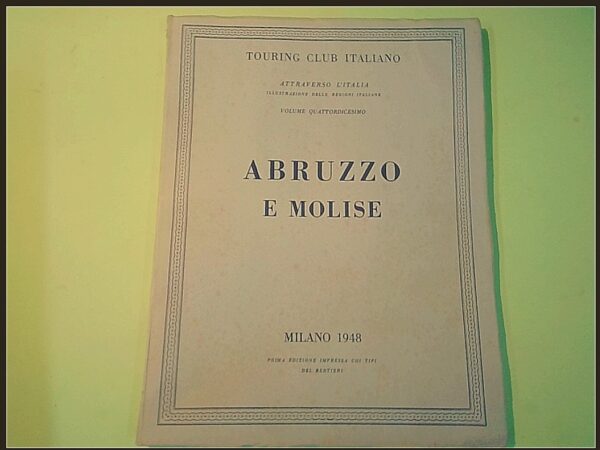 TOURING CLUB ITALIANO
ATTRAVERSO L'ITALIA
ILLUSTRAZIONE DELLE REGIONI ITALIANE
VOLUME QUATTORDICESIMO
ABRUZZO
E MOLISE
MILANO 1948
PRIMA EDIZIONE IMPRESSA COI TIPI
DEL BERTIERI